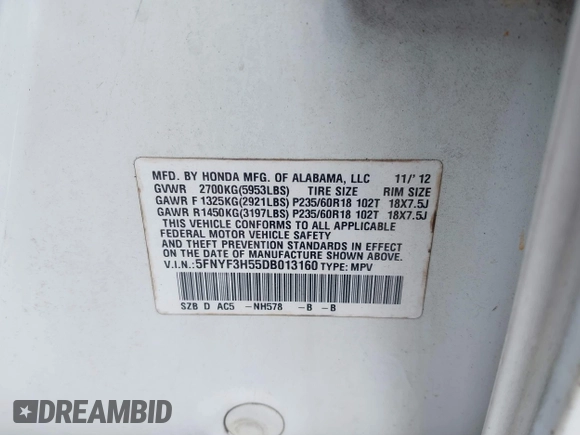 MFD. BY HONDA MFG. OF ALABAMA, LLC 11/'12
GVWR 2700KG(5953LBS) TIRE SIZE RIM SIZE
GAWR F 1325KG(2921LBS) P235/60R18 102T 18X7.5J
GAWR R1450KG(3197LBS) P235/60R18 102T 18X7.5J
THIS VEHICLE CONFORMS TO ALL APPLICABLE
FEDERAL MOTOR VEHICLE SAFETY AND THEFT
PREVENTION STANDARDS IN EFFECT ON
THE DATE OF MANUFACTURE SHOWN ABOVE.
V.I.N.: 5FNYF3H55DB013160 TYPE: MPV
SZB D AC5 -NH578 -B -B
DREAMBID